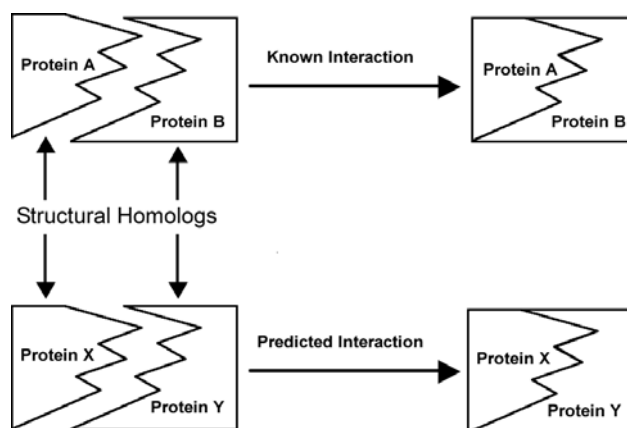 Protein A
Protein B
Known Interaction
Protein A
Protein B
Structural Homologs
Protein X
Protein Y
Predicted Interaction
Protein X
Protein Y